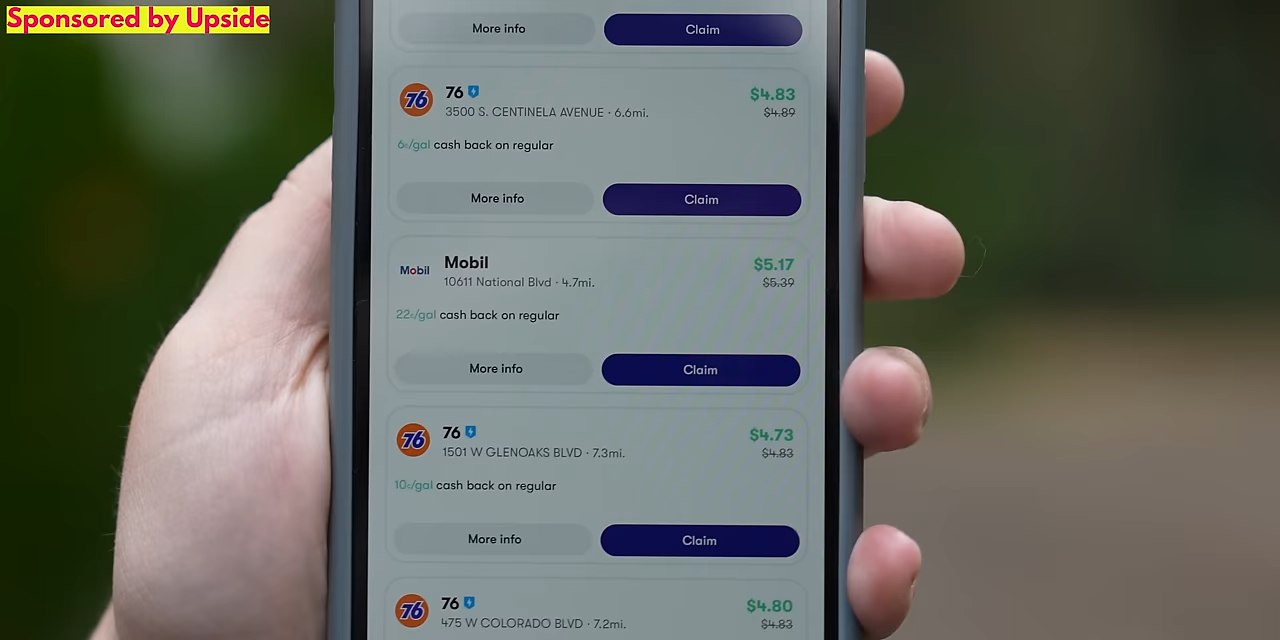 Sponsored by Upside
More info
Claim
76
76
$4.83
3500 S. CENTINELA AVENUE · 6.6mi.
$4.89
6¢/gal cash back on regular
More info
Claim
Mobil
Mobil
$5.17
10611 National Blvd · 4.7mi.
$5.39
22¢/gal cash back on regular
More info
Claim
76
76
$4.73
1501 W GLENOAKS BLVD · 7.3mi.
$4.83
10¢/gal cash back on regular
More info
Claim
76
76
$4.80
475 W COLORADO BLVD · 7.2mi.
$4.83